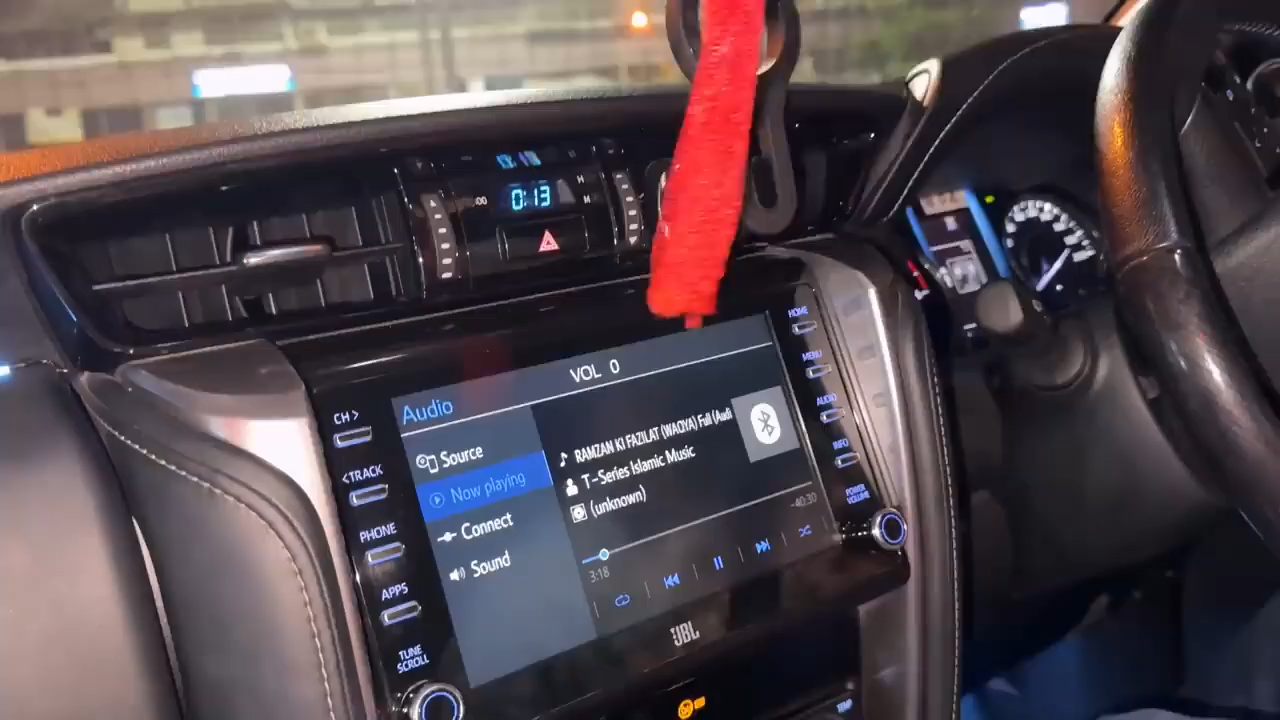 0:13
H
M
VOL 0
Audio
Source
Now playing
Connect
Sound
RAMZAN KI FAZILAT (WAQYA) Full (Audi
T-Series Islamic Music
(unknown)
3:18
-40:30
CH >
< TRACK
PHONE
APPS
TUNE
SCROLL
HOME
MENU
AUDIO
INFO
POWER
VOLUME
JBL
TEMP